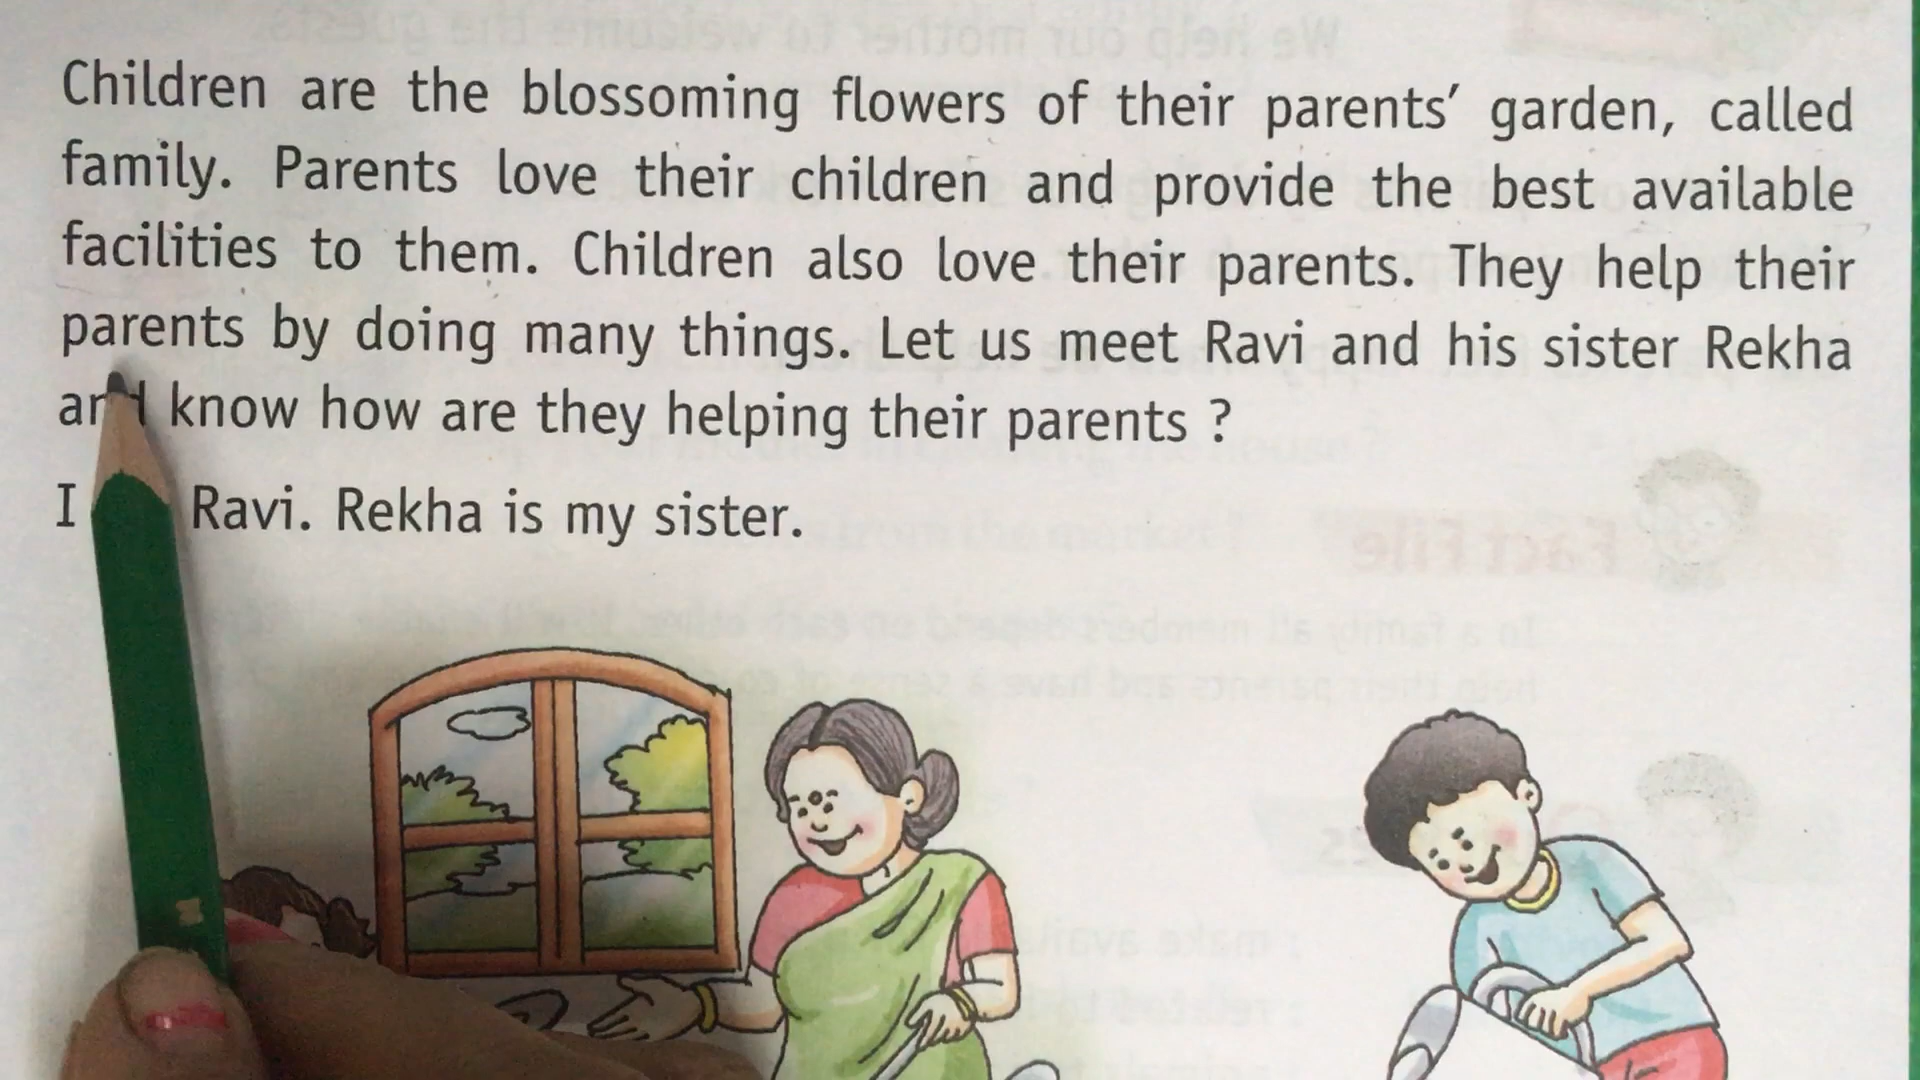 Children are the blossoming flowers of their parents' garden, called
family. Parents love their children and provide the best available
facilities to them. Children also love their parents. They help their
parents by doing many things. Let us meet Ravi and his sister Rekha
and know how are they helping their parents ?
I Ravi. Rekha is my sister.